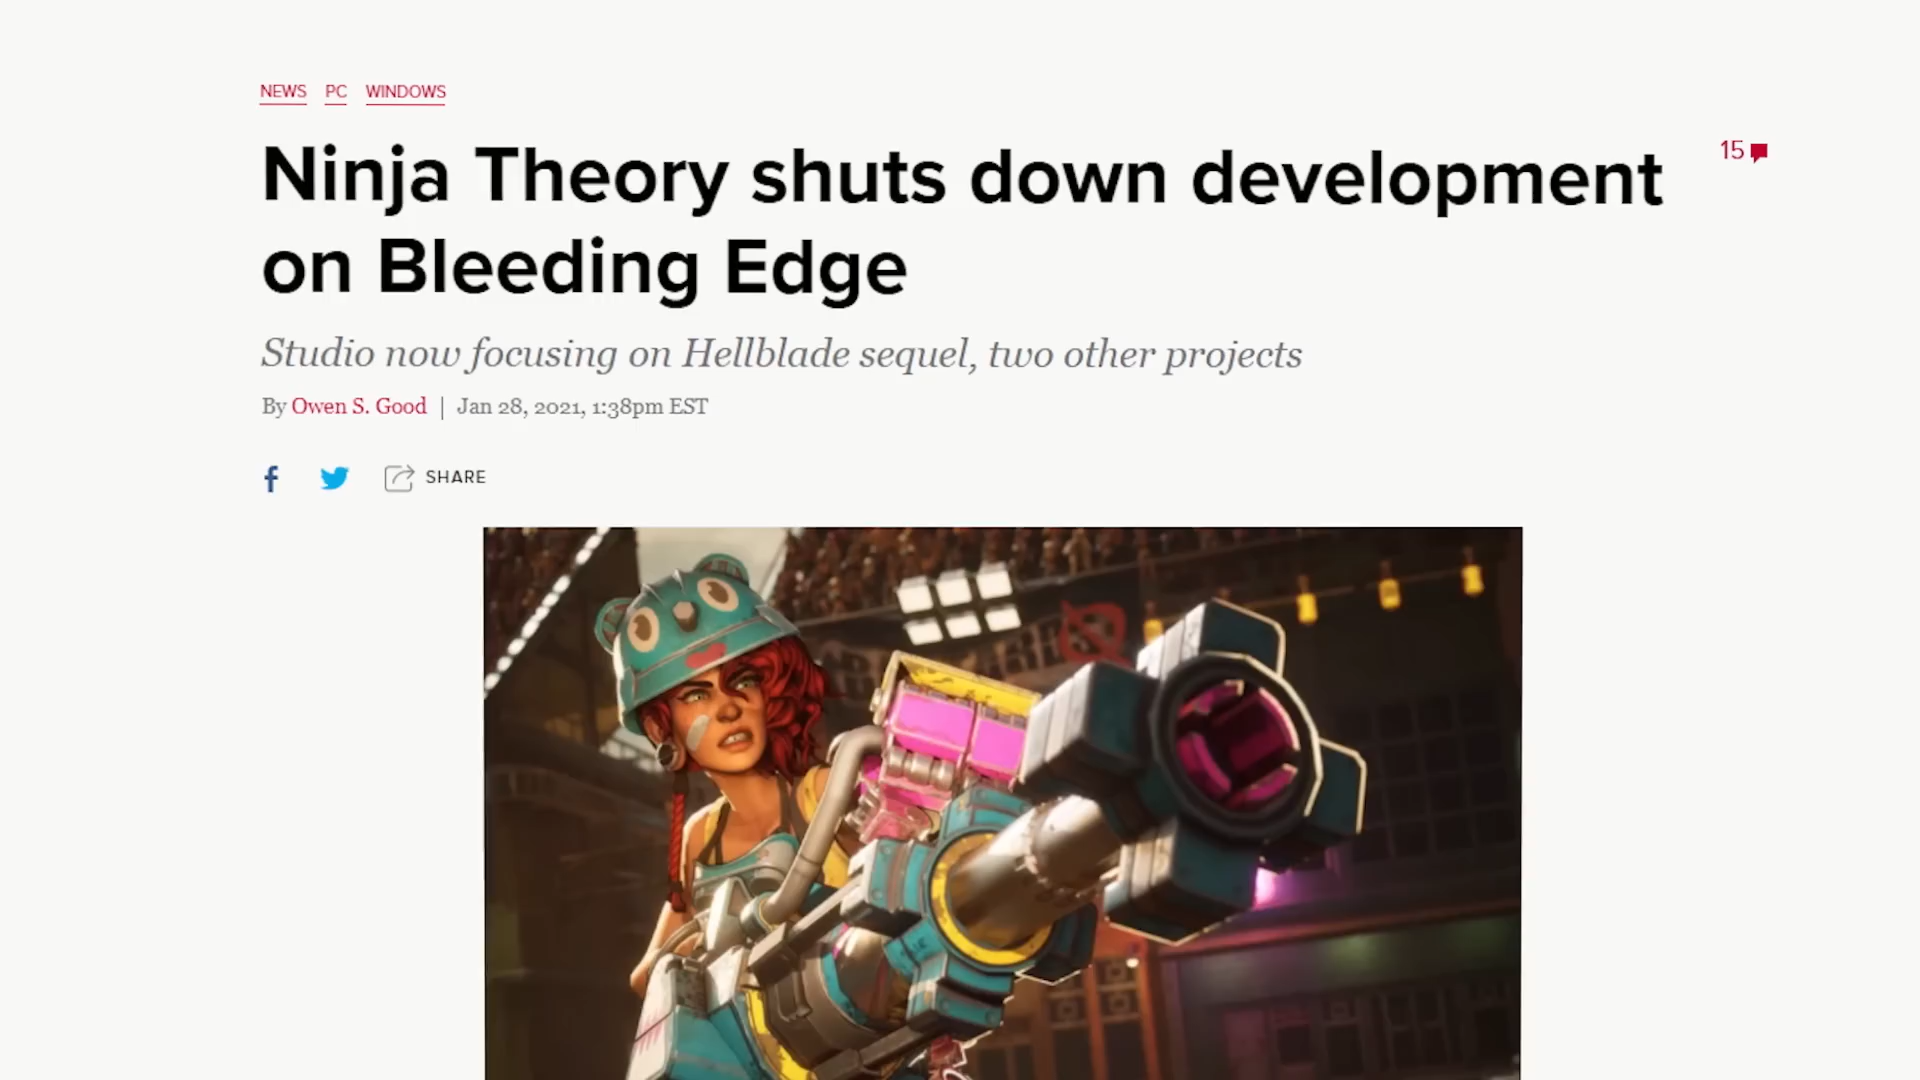 NEWS PC WINDOWS
Ninja Theory shuts down development
on Bleeding Edge
15
Studio now focusing on Hellblade sequel, two other projects
By Owen S. Good | Jan 28, 2021, 1:38pm EST
SHARE